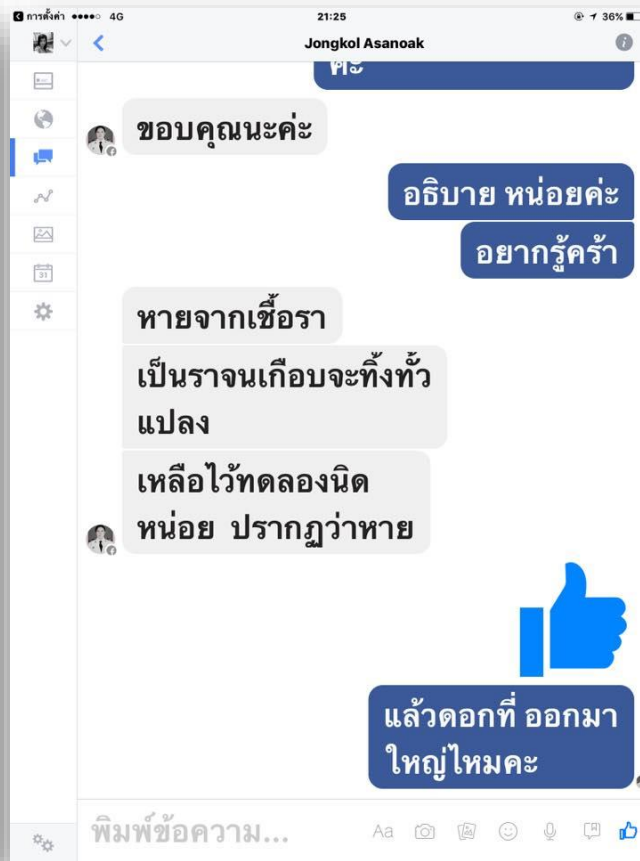 การตั้งค่า 4G 21:25 36%
Jongkol Asanoak
ค่ะ
ขอบคุณนะค่ะ
อธิบาย หน่อยค่ะ
อยากรู้คร้า
หายจากเชื้อรา
เป็นราจนเกือบจะทิ้งทั้ว
แปลง
เหลือไว้ทดลองนิด
หน่อย ปรากฏว่าหาย
แล้วดอกที่ ออกมา
ใหญ่ไหมคะ
พิมพ์ข้อความ...
Aa
31